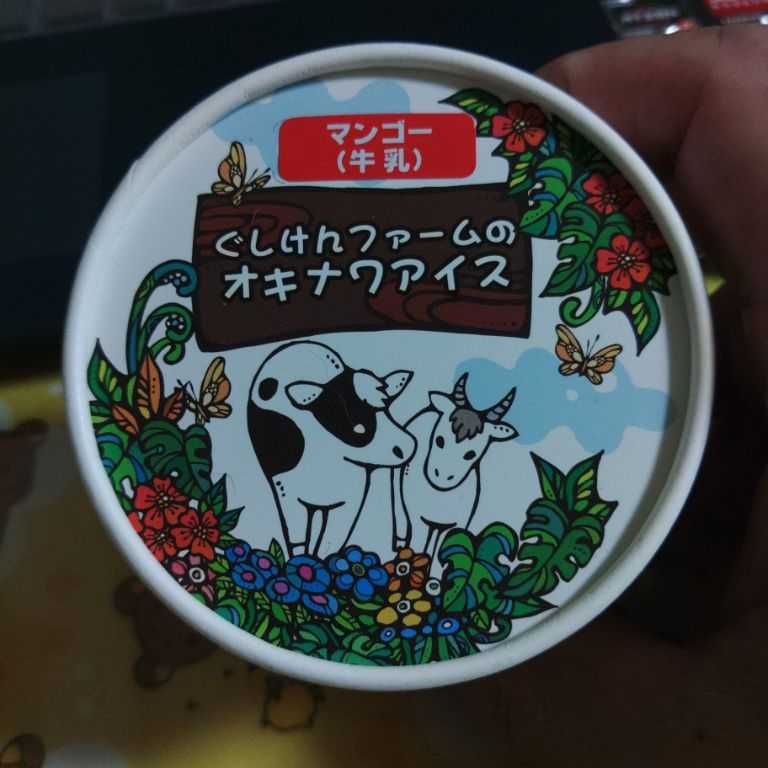 マンゴー
(牛乳)
ぐしけんファームの
オキナワアイス